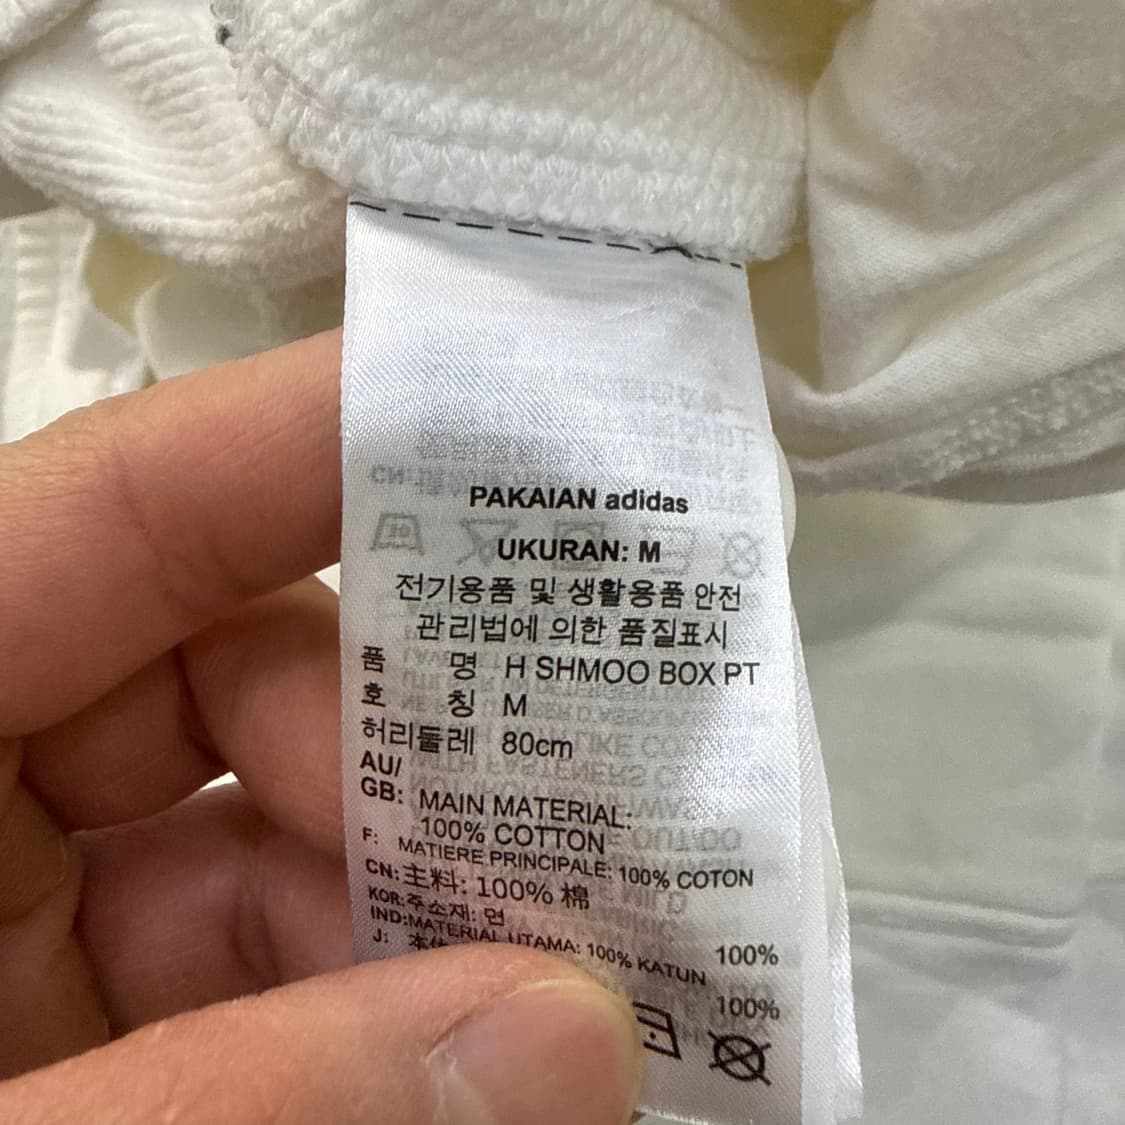 PAKAIAN adidas
UKURAN: M
전기용품 및 생활용품 안전
관리법에 의한 품질표시
품 명 H SHMOO BOX PT
호 칭 M
허리둘레 80cm
AU/
GB: MAIN MATERIAL:
100% COTTON
F: MATIERE PRINCIPALE: 100% COTON
CN: 主料: 100% 棉
KOR: 주소재: 면 100%
IND: MATERIAL UTAMA: 100% KATUN
J: 本体 100%